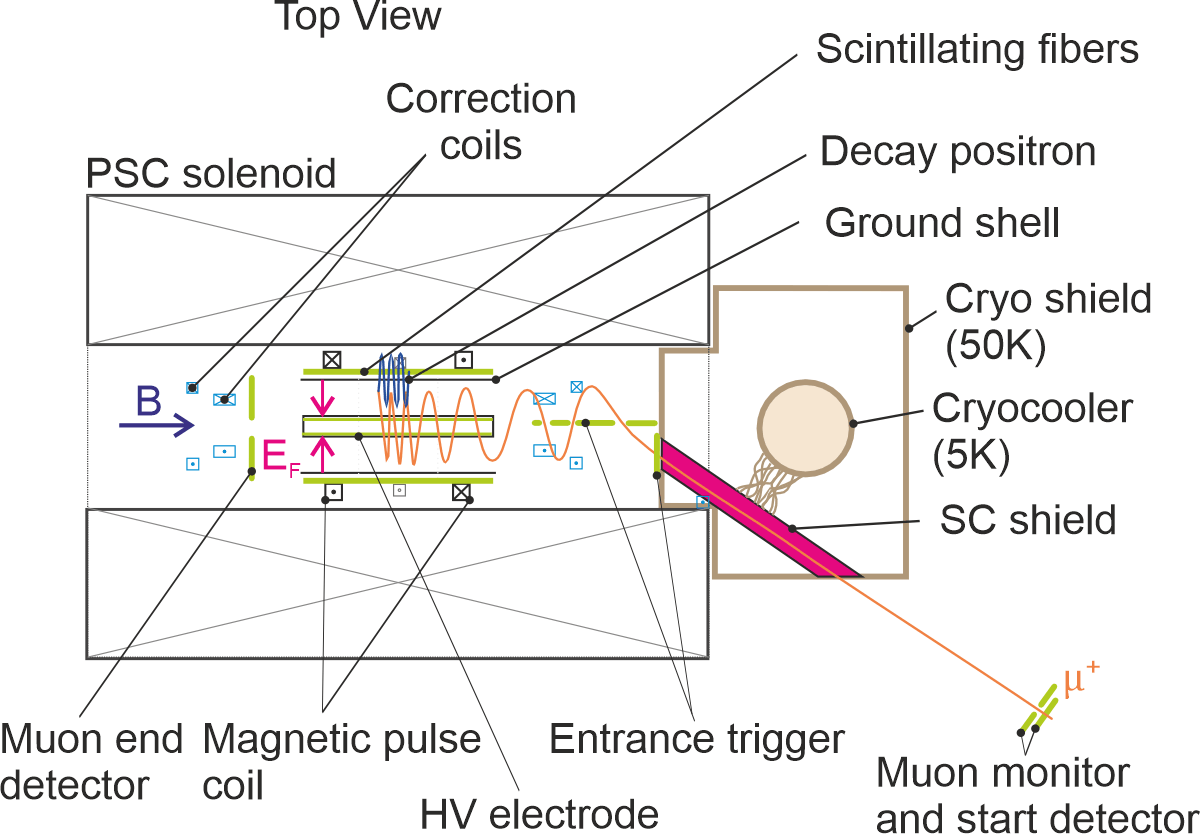 Top View
Scintillating fibers
Correction
coils
Decay positron
PSC solenoid
Ground shell
Cryo shield
(50K)
B
Cryocooler
(5K)
EF
SC shield
μ+
Muon end
detector
Magnetic pulse
coil
Entrance trigger
HV electrode
Muon monitor
and start detector